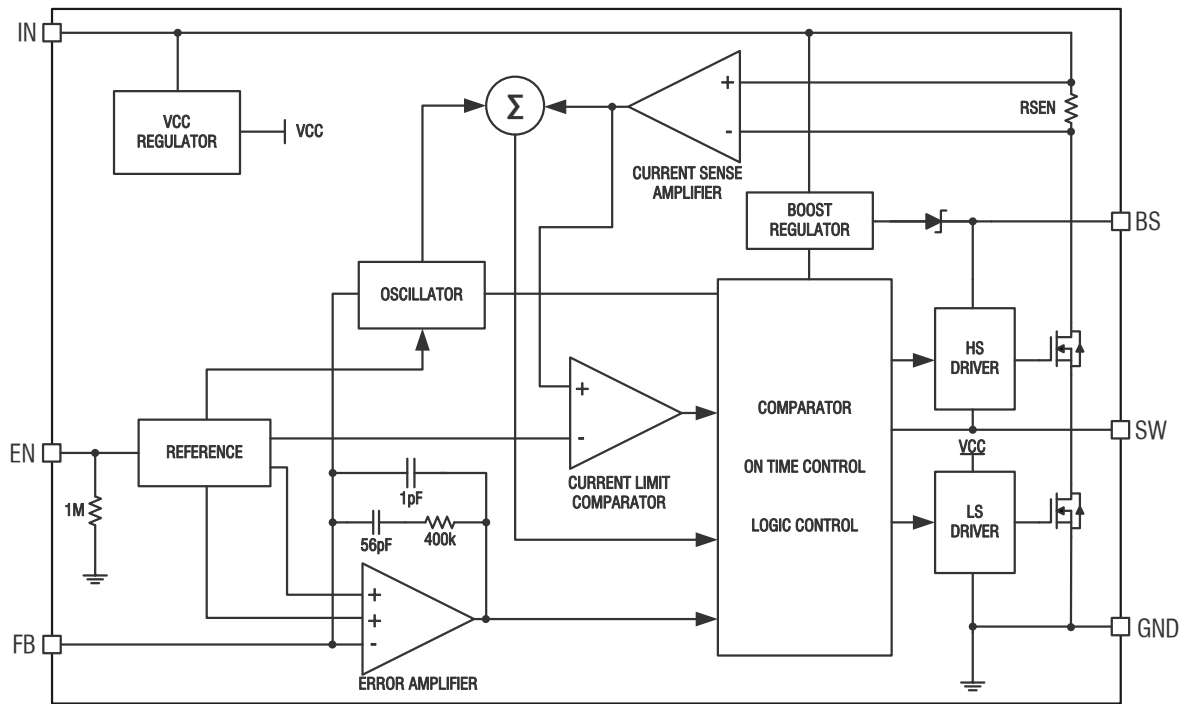 IN
VCC
REGULATOR
VCC
Σ
+
-
CURRENT SENSE
AMPLIFIER
RSEN
BOOST
REGULATOR
BS
OSCILLATOR
HS
DRIVER
+
-
CURRENT LIMIT
COMPARATOR
COMPARATOR
ON TIME CONTROL
LOGIC CONTROL
SW
VCC
LS
DRIVER
EN
REFERENCE
1M
1pF
56pF
400k
+
+
-
ERROR AMPLIFIER
FB
GND